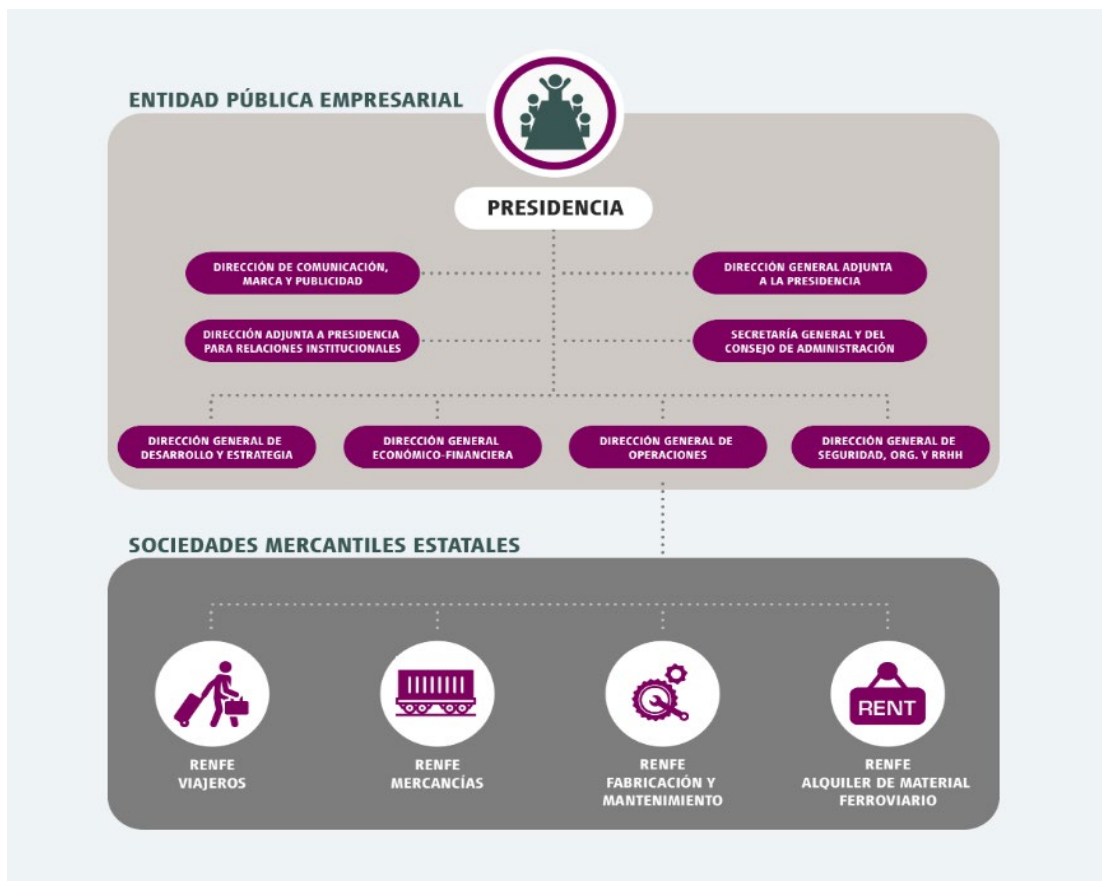 ENTIDAD PÚBLICA EMPRESARIAL
PRESIDENCIA
DIRECCIÓN DE COMUNICACIÓN,
MARCA Y PUBLICIDAD
DIRECCIÓN GENERAL ADJUNTA
A LA PRESIDENCIA
DIRECCIÓN ADJUNTA A PRESIDENCIA
PARA RELACIONES INSTITUCIONALES
SECRETARÍA GENERAL Y DEL
CONSEJO DE ADMINISTRACIÓN
DIRECCIÓN GENERAL DE
DESARROLLO Y ESTRATEGIA
DIRECCIÓN GENERAL
ECONÓMICO-FINANCIERA
DIRECCIÓN GENERAL DE
OPERACIONES
DIRECCIÓN GENERAL DE
SEGURIDAD, ORG. Y RRHH
SOCIEDADES MERCANTILES ESTATALES
RENFE
VIAJEROS
RENFE
MERCANCÍAS
RENFE
FABRICACIÓN Y
MANTENIMIENTO
RENT
RENFE
ALQUILER DE MATERIAL
FERROVIARIO